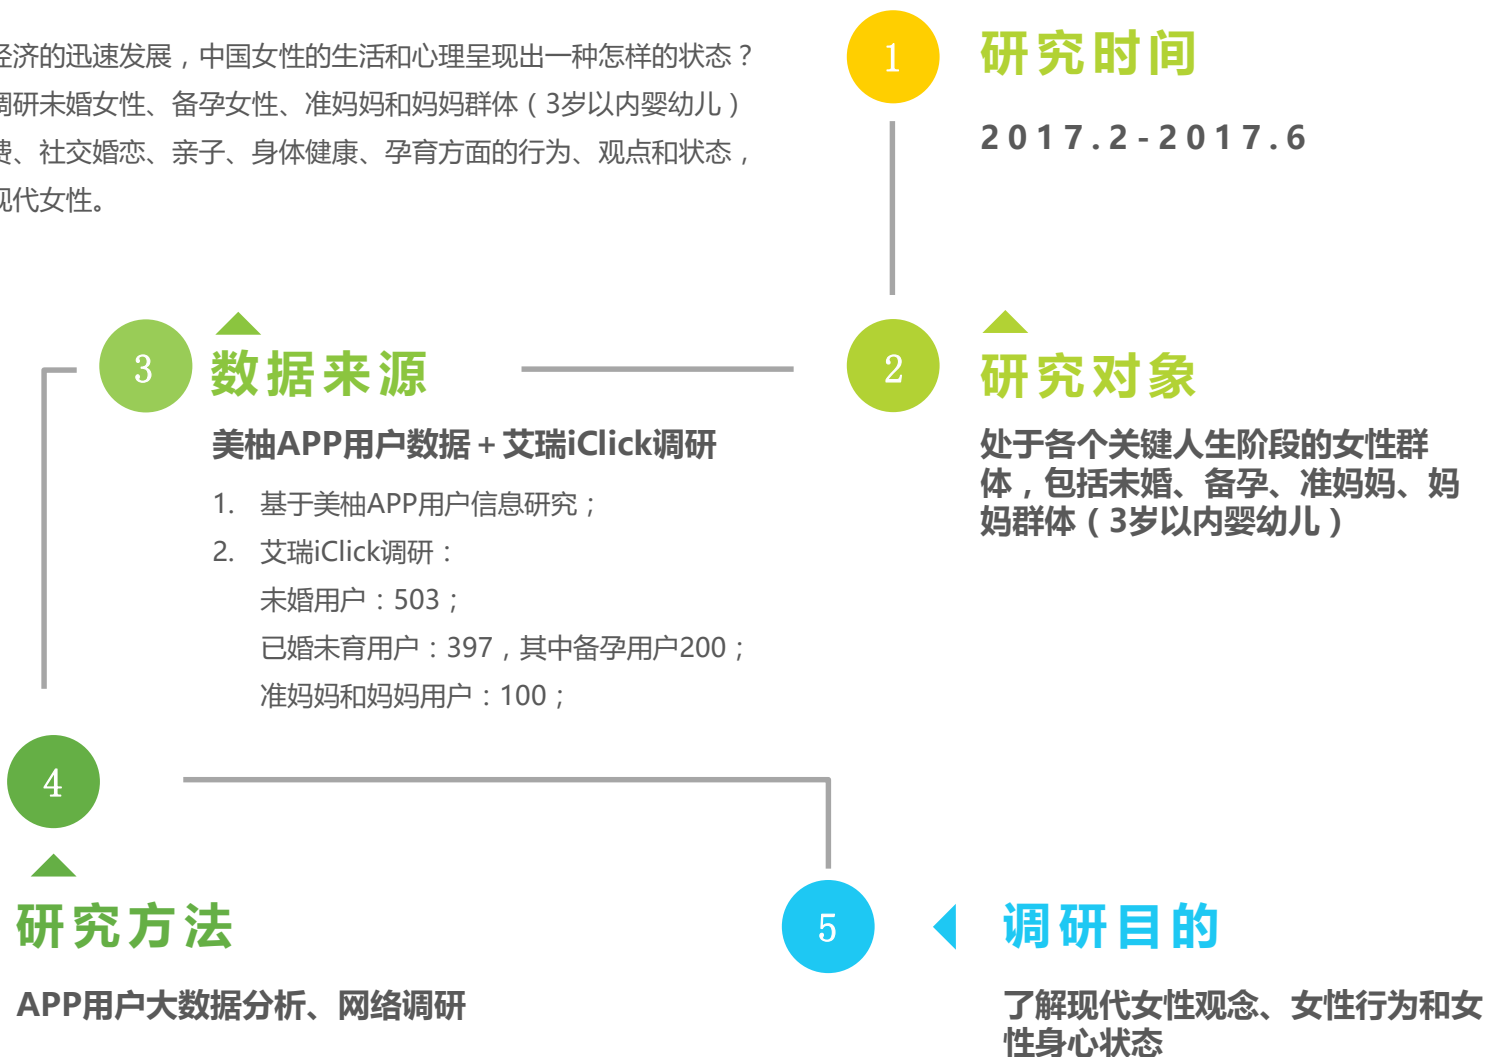 经济的迅速发展，中国女性的生活和心理呈现出一种怎样的状态？
调研未婚女性、备孕女性、准妈妈和妈妈群体（3岁以内婴幼儿）
费、社交婚恋、亲子、身体健康、孕育方面的行为、观点和状态，
现代女性。
1
研究时间
2017.2-2017.6
2
研究对象
处于各个关键人生阶段的女性群
体，包括未婚、备孕、准妈妈、妈
妈群体（3岁以内婴幼儿）
3
数据来源
美柚APP用户数据+艾瑞iClick调研
1. 基于美柚APP用户信息研究；
2. 艾瑞iClick调研：
未婚用户：503；
已婚未育用户：397，其中备孕用户200；
准妈妈和妈妈用户：100；
4
研究方法
APP用户大数据分析、网络调研
5
调研目的
了解现代女性观念、女性行为和女
性身心状态